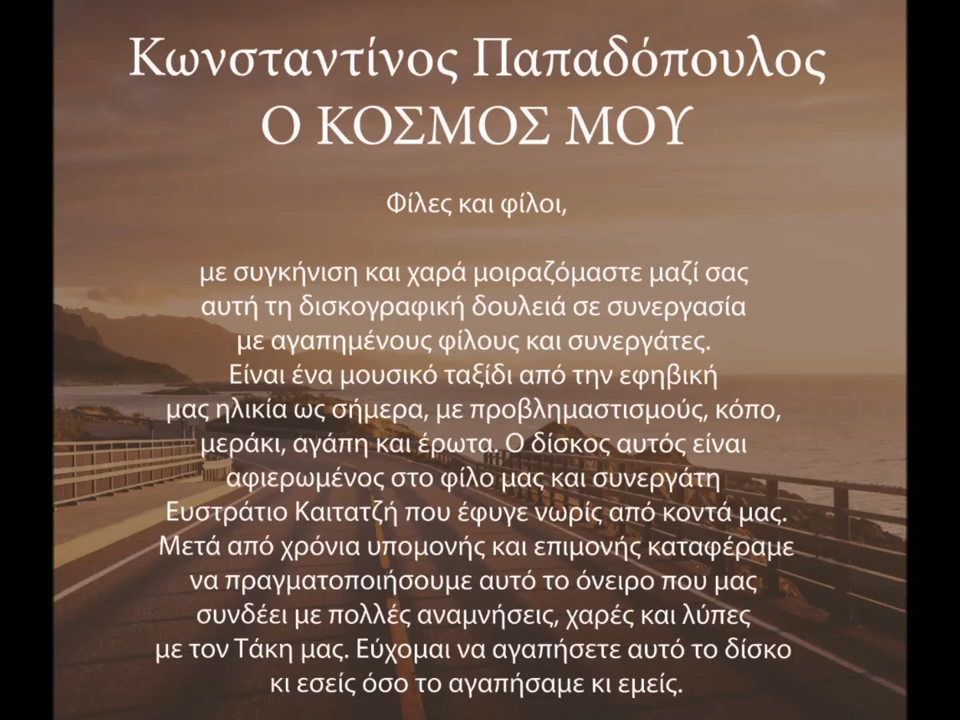 Κωνσταντίνος Παπαδόπουλος
Ο ΚΟΣΜΟΣ ΜΟΥ
Φίλες και φίλοι,
με συγκήνιση και χαρά μοιραζόμαστε μαζί σας
αυτή τη δισκογραφική δουλειά σε συνεργασία
με αγαπημένους φίλους και συνεργάτες.
Είναι ένα μουσικό ταξίδι από την εφηβική
μας ηλικία ως σήμερα, με προβλημαστισμούς, κόπο,
μεράκι, αγάπη και έρωτα. Ο δίσκος αυτός είναι
αφιερωμένος στο φίλο μας και συνεργάτη
Ευστράτιο Καιτατζή που έφυγε νωρίς από κοντά μας.
Μετά από χρόνια υπομονής και επιμονής καταφέραμε
να πραγματοποιήσουμε αυτό το όνειρο που μας
συνδέει με πολλές αναμνήσεις, χαρές και λύπες
με τον Τάκη μας. Εύχομαι να αγαπήσετε αυτό το δίσκο
κι εσείς όσο το αγαπήσαμε κι εμείς.